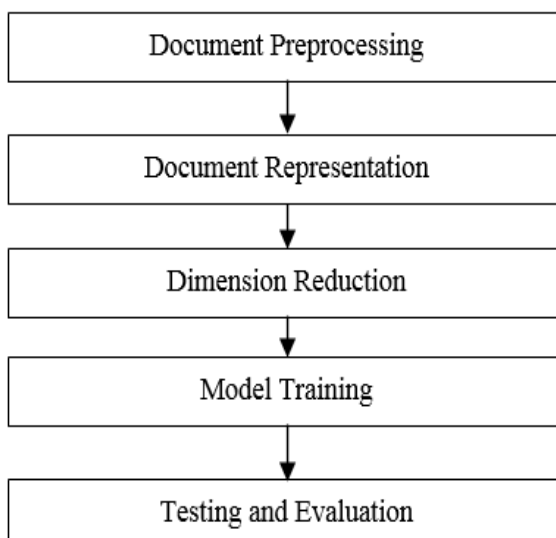 Document Preprocessing
Document Representation
Dimension Reduction
Model Training
Testing and Evaluation